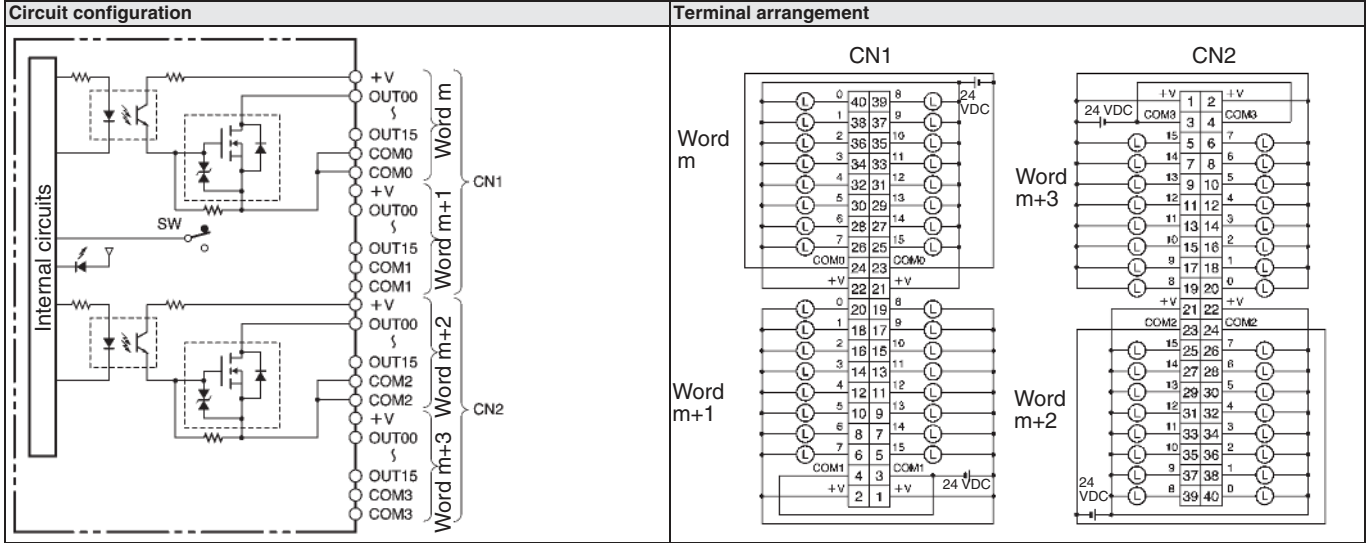 Circuit configuration
Internal circuits
SW
+V
OUT00
OUT15
COM0
COM0
+V
OUT00
OUT15
COM1
COM1
+V
OUT00
OUT15
COM2
COM2
+V
OUT00
OUT15
COM3
COM3
Word m
Word m+1
Word m+2
Word m+3
CN1
CN2
Terminal arrangement
CN1
24
VDC
Word
m
L 0 40 39 8 L
L 1 38 37 9 L
L 2 36 35 10 L
L 3 34 33 11 L
L 4 32 31 12 L
L 5 30 29 13 L
L 6 28 27 14 L
L 7 26 25 15 L
COM0 24 23 COM0
+V 22 21 +V
Word
m+1
L 0 20 19 8 L
L 1 18 17 9 L
L 2 16 15 10 L
L 3 14 13 11 L
L 4 12 11 12 L
L 5 10 9 13 L
L 6 8 7 14 L
L 7 6 5 15 L
COM1 4 3 COM1
24 VDC
+V 2 1 +V
CN2
+V 1 2 +V
24 VDC
COM3 3 4 COM3
Word
m+3
L 15 5 6 7 L
L 14 7 8 6 L
L 13 9 10 5 L
L 12 11 12 4 L
L 11 13 14 3 L
L 10 15 16 2 L
L 9 17 18 1 L
L 8 19 20 0 L
+V 21 22 +V
COM2 23 24 COM2
Word
m+2
L 15 25 26 7 L
L 14 27 28 6 L
L 13 29 30 5 L
L 12 31 32 4 L
L 11 33 34 3 L
L 10 35 36 2 L
L 9 37 38 1 L
L 8 39 40 0 L
24
VDC